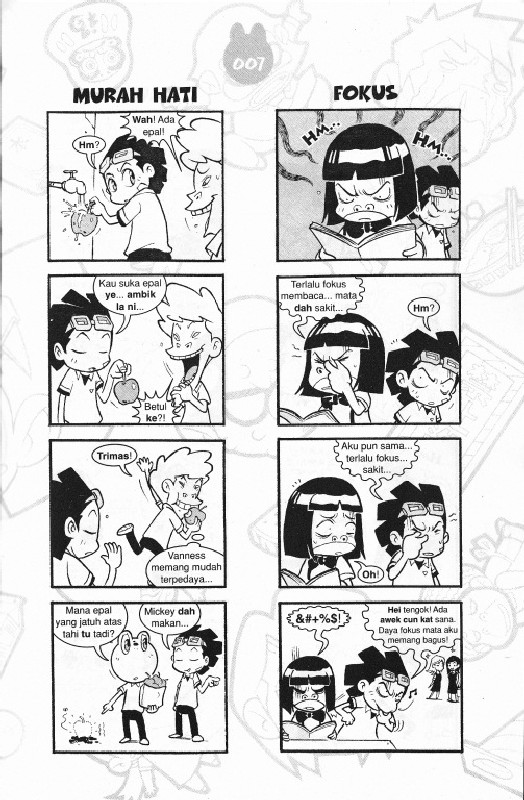 007
MURAH HATI
Wah! Ada
epal!
Hm?
Kau suka epal
ye... ambik
la ni...
Betul
ke?!
Trimas!
Vanness
memang mudah
terpedaya...
Mana epal
yang jatuh atas
tahi tu tadi?
Mickey dah
makan...
FOKUS
HM...
HM...
Terlalu fokus
membaca... mata
dah sakit...
Hm?
Aku pun sama...
terlalu fokus...
sakit...
Oh!
&#+%$!
Heii tengok! Ada
awek cun kat sana.
Daya fokus mata aku
memang bagus!